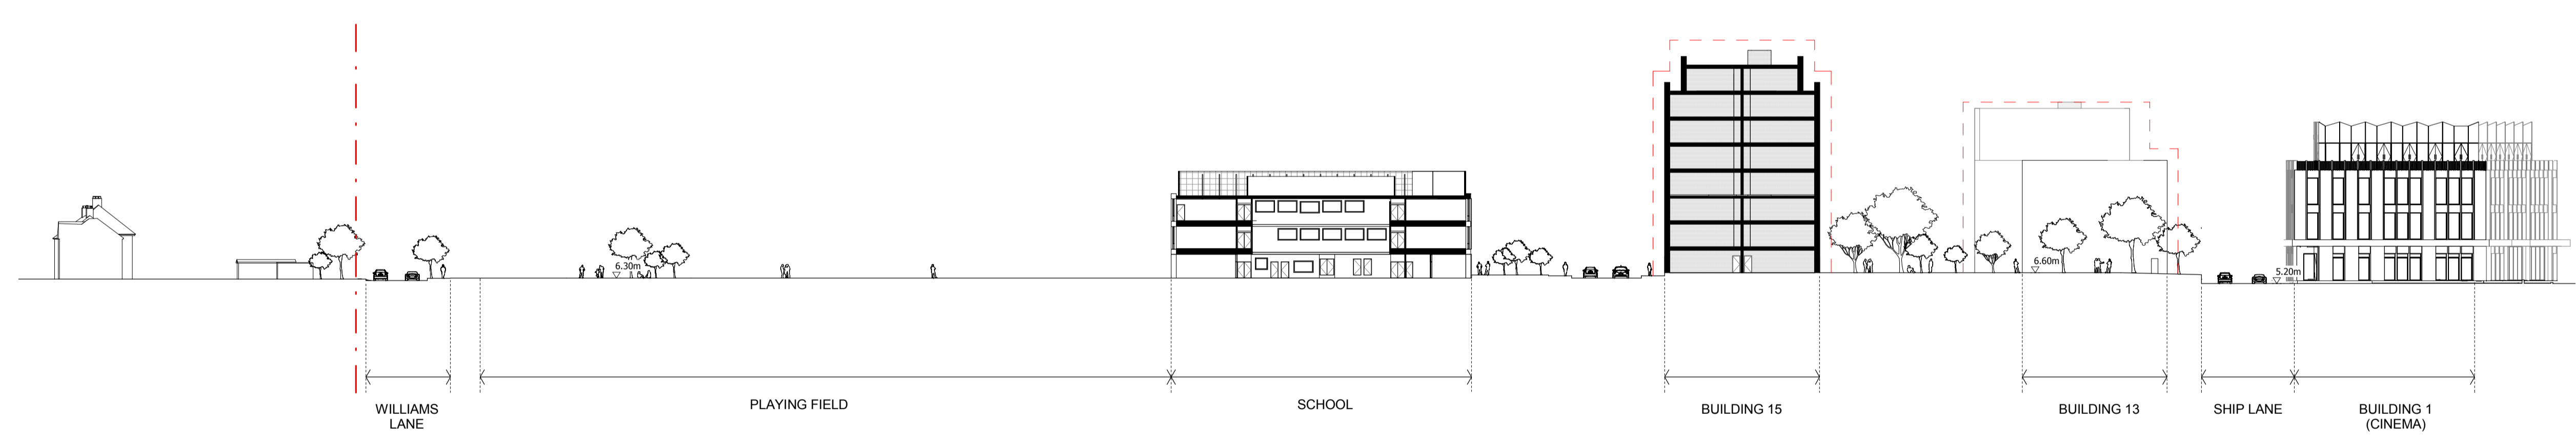 6.30m
6.60m
5.20m
WILLIAMS
LANE
PLAYING FIELD
SCHOOL
BUILDING 15
BUILDING 13
SHIP LANE
BUILDING 1
(CINEMA)